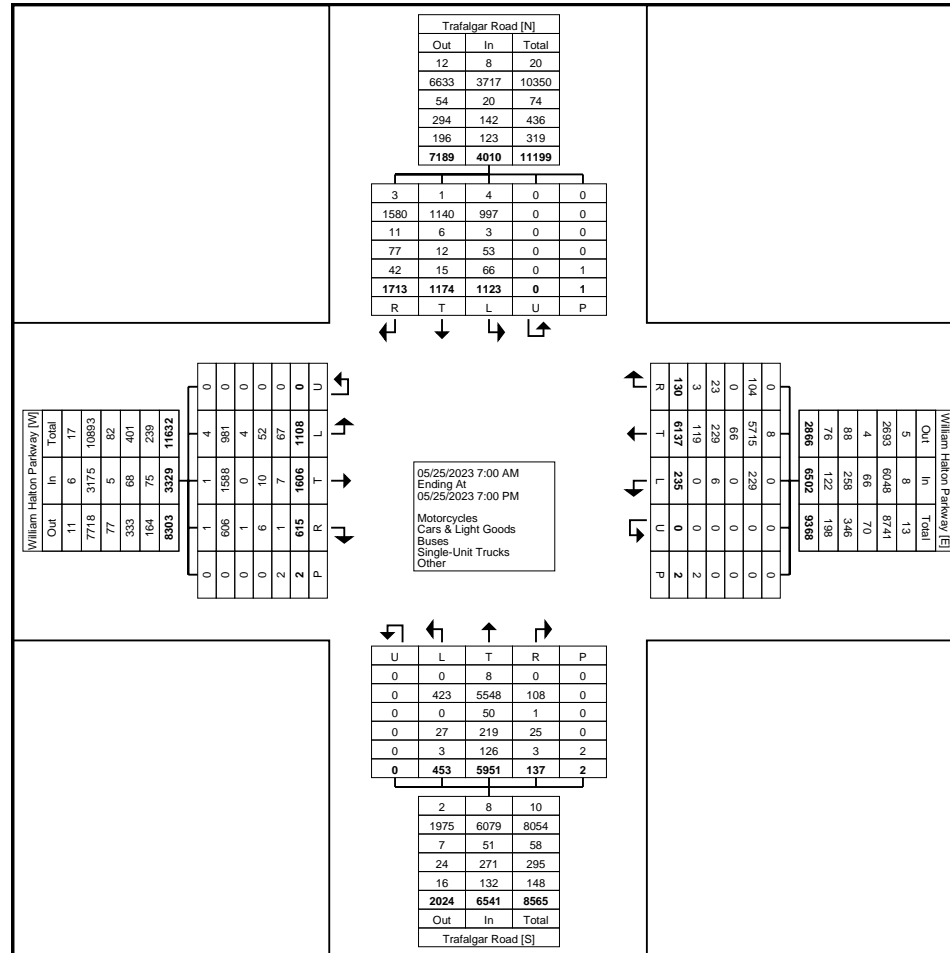 Trafalgar Road [N]
Out In Total
12 8 20
6633 3717 10350
54 20 74
294 142 436
196 123 319
7189 4010 11199
3 1 4 0 0
1580 1140 997 0 0
11 6 3 0 0
77 12 53 0 0
42 15 66 0 1
1713 1174 1123 0 1
R T L U P
William Halton Parkway [W]
Out In Total
11 6 17
7718 3175 10893
77 5 82
333 68 401
164 75 239
8303 3329 11632
0 1 1 4 0
0 606 1588 981 0
0 1 0 4 0
0 6 10 52 0
2 1 7 67 0
2 615 1606 1108 0
P R T L U
05/25/2023 7:00 AM
Ending At
05/25/2023 7:00 PM
Motorcycles
Cars & Light Goods
Buses
Single-Unit Trucks
Other
William Halton Parkway [E]
Out In Total
5 8 13
2693 6048 8741
4 66 70
88 258 346
76 122 198
2866 6502 9368
0 8 0 0 0
104 5715 229 0 0
0 66 0 0 0
23 229 6 0 0
3 119 0 0 2
130 6137 235 0 2
R T L U P
U L T R P
0 0 8 0 0
0 423 5548 108 0
0 0 50 1 0
0 27 219 25 0
0 3 126 3 2
0 453 5951 137 2
2 8 10
1975 6079 8054
7 51 58
24 271 295
16 132 148
2024 6541 8565
Out In Total
Trafalgar Road [S]